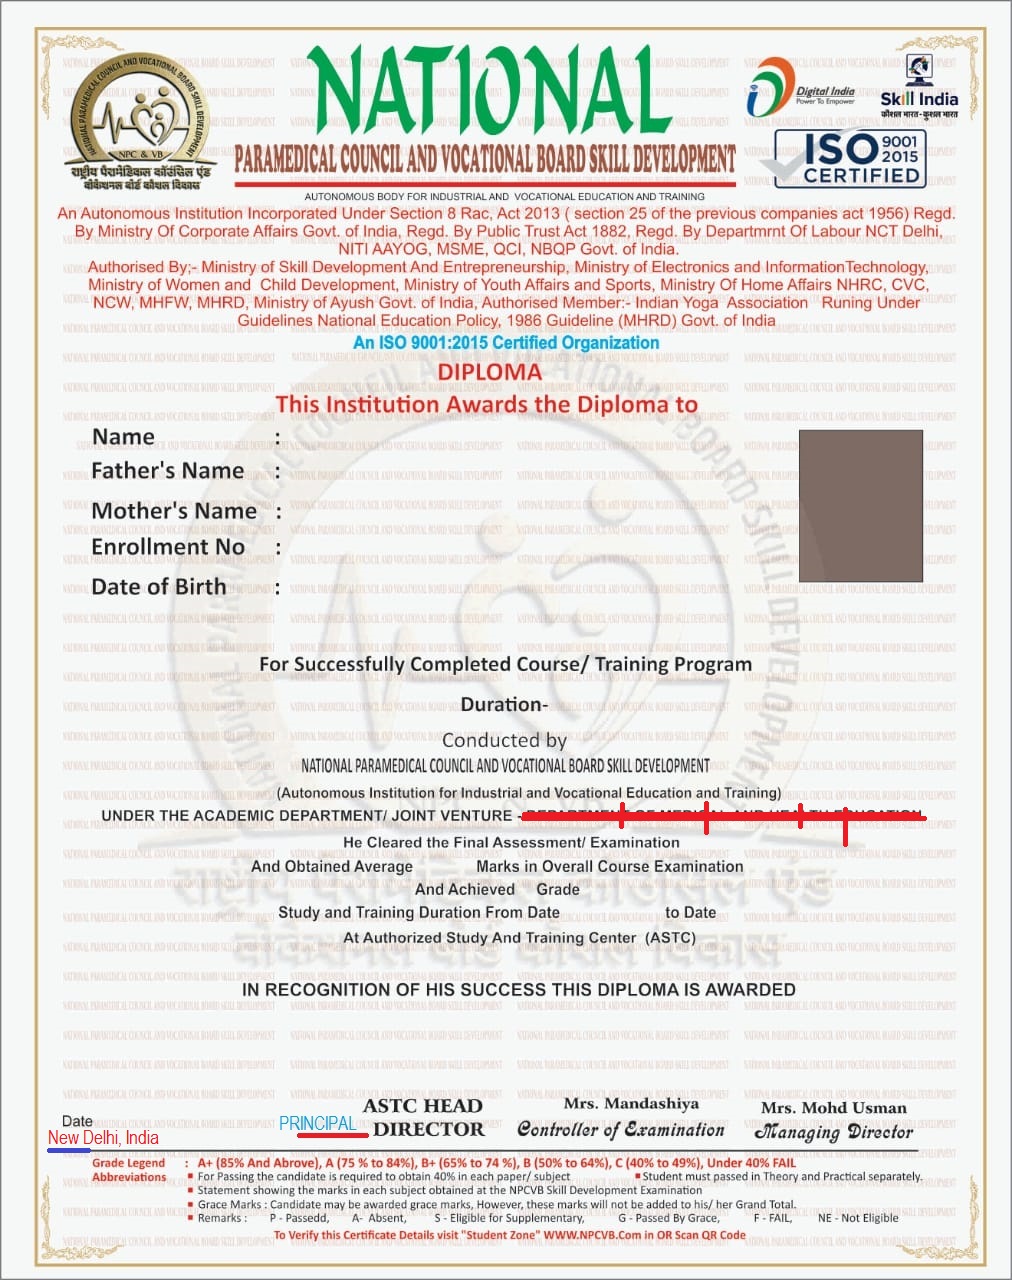 NATIONAL PARAMEDICAL COUNCIL AND VOCATIONAL BOARD SKILL DEVELOPMENT
NPC & VB
राष्ट्रीय पैरामेडिकल कॉउंसिल एंड
वोकेशनल बोर्ड कौशल विकास
NATIONAL
PARAMEDICAL COUNCIL AND VOCATIONAL BOARD SKILL DEVELOPMENT
Digital India
Power To Empower
Skill India
कौशल भारत-कुशल भारत
ISO 9001 2015
CERTIFIED
AUTONOMOUS BODY FOR INDUSTRIAL AND VOCATIONAL EDUCATION AND TRAINING
An Autonomous Institution Incorporated Under Section 8 Rac, Act 2013 ( section 25 of the previous companies act 1956) Regd.
By Ministry Of Corporate Affairs Govt. of India, Regd. By Public Trust Act 1882, Regd. By Departmrnt Of Labour NCT Delhi,
NITI AAYOG, MSME, QCI, NBQP Govt. of India.
Authorised By;- Ministry of Skill Development And Entrepreneurship, Ministry of Electronics and InformationTechnology,
Ministry of Women and Child Development, Ministry of Youth Affairs and Sports, Ministry Of Home Affairs NHRC, CVC,
NCW, MHFW, MHRD, Ministry of Ayush Govt. of India, Authorised Member:- Indian Yoga Association Runing Under
Guidelines National Education Policy, 1986 Guideline (MHRD) Govt. of India
An ISO 9001:2015 Certified Organization
DIPLOMA
This Institution Awards the Diploma to
Name :
Father's Name :
Mother's Name :
Enrollment No :
Date of Birth :
For Successfully Completed Course/ Training Program
Duration-
Conducted by
NATIONAL PARAMEDICAL COUNCIL AND VOCATIONAL BOARD SKILL DEVELOPMENT
(Autonomous Institution for Industrial and Vocational Education and Training)
UNDER THE ACADEMIC DEPARTMENT/ JOINT VENTURE -
He Cleared the Final Assessment/ Examination
And Obtained Average Marks in Overall Course Examination
And Achieved Grade
Study and Training Duration From Date to Date
At Authorized Study And Training Center (ASTC)
IN RECOGNITION OF HIS SUCCESS THIS DIPLOMA IS AWARDED
Date
New Delhi, India
PRINCIPAL
ASTC HEAD
DIRECTOR
Mrs. Mandashiya
Controller of Examination
Mrs. Mohd Usman
Managing Director
Grade Legend : A+ (85% And Abrove), A (75 % to 84%), B+ (65% to 74 %), B (50% to 64%), C (40% to 49%), Under 40% FAIL
Abbreviations For Passing the candidate is required to obtain 40% in each paper/ subject Student must passed in Theory and Practical separately.
Statement showing the marks in each subject obtained at the NPCVB Skill Development Examination
Grace Marks : Candidate may be awarded grace marks, However, these marks will not be added to his/ her Grand Total.
Remarks : P - Passedd, A- Absent, S - Eligible for Supplementary, G - Passed By Grace, F - FAIL, NE - Not Eligible
To Verify this Certificate Details visit "Student Zone" WWW.NPCVB.Com in OR Scan QR Code